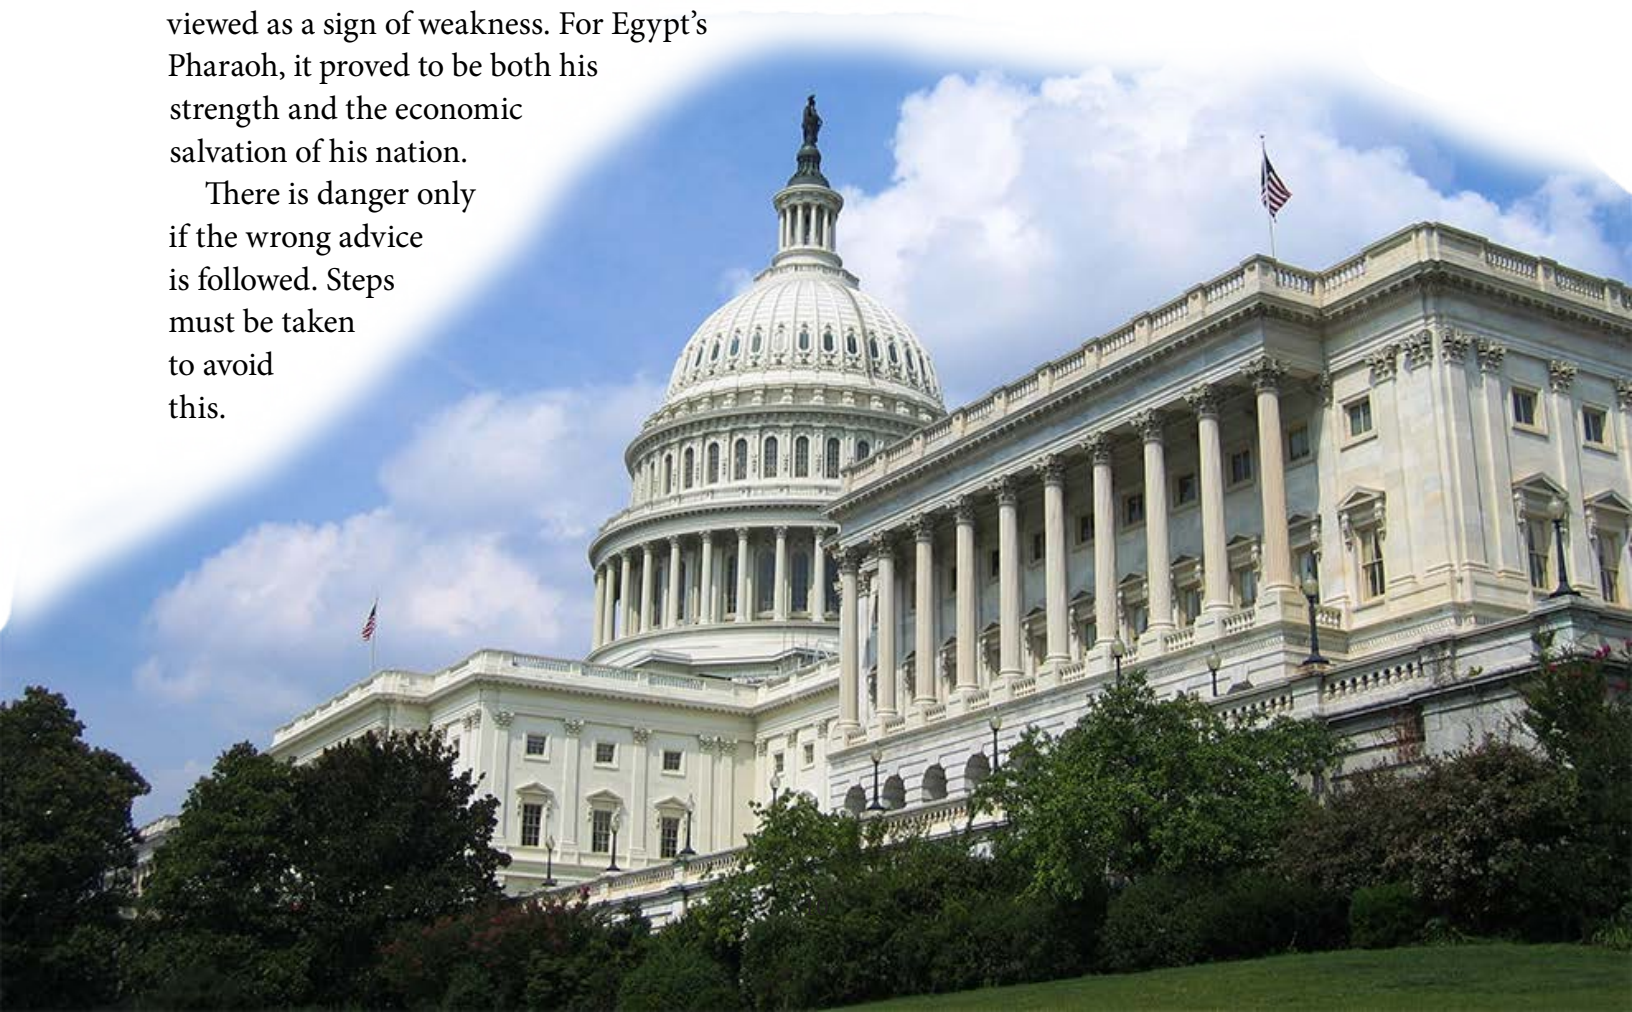 viewed as a sign of weakness. For Egypt’s
Pharaoh, it proved to be both his
strength and the economic
salvation of his nation.
There is danger only
if the wrong advice
is followed. Steps
must be taken
to avoid
this.